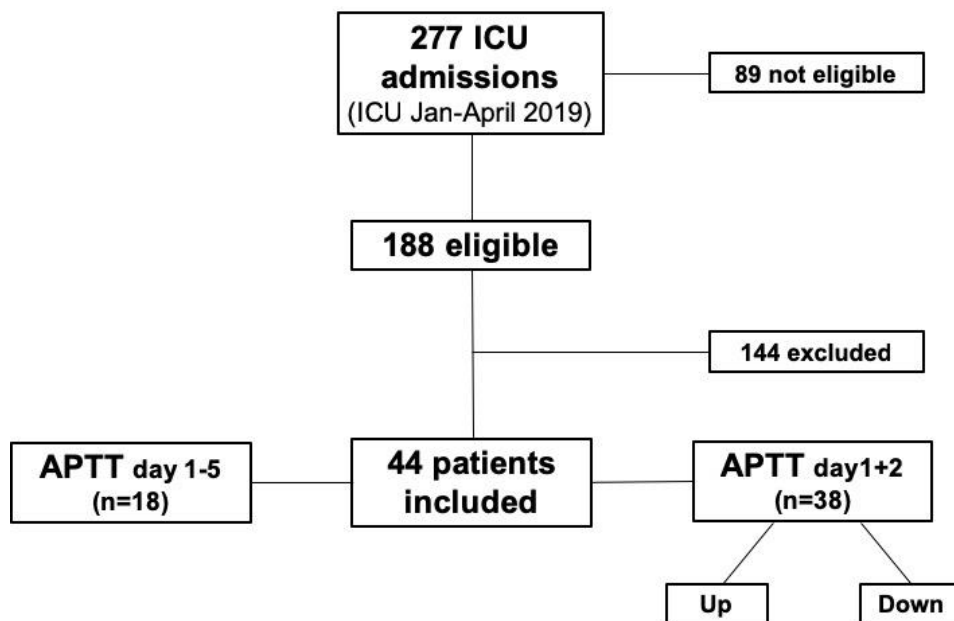 277 ICU
admissions
(ICU Jan-April 2019)
89 not eligible
188 eligible
144 excluded
APTT day 1-5
(n=18)
44 patients
included
APTT day1+2
(n=38)
Up
Down